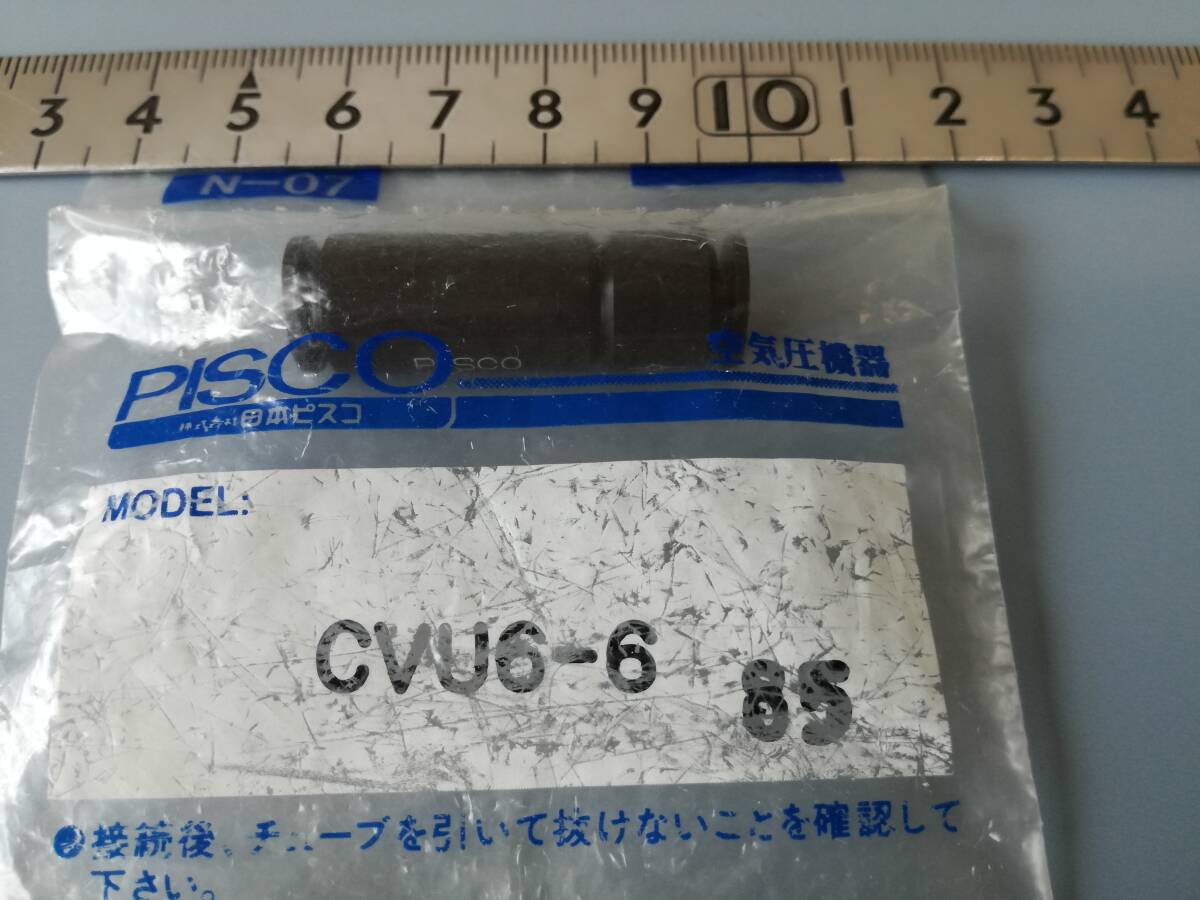 3 4 5 6 7 8 9 10 1 2 3 4
N-07
PISCO
PISCO 空気圧機器
株式会社日本ピスコ
MODEL:
CVU6-6
8S
●接続後、チューブを引いて抜けないことを確認して
下さい。